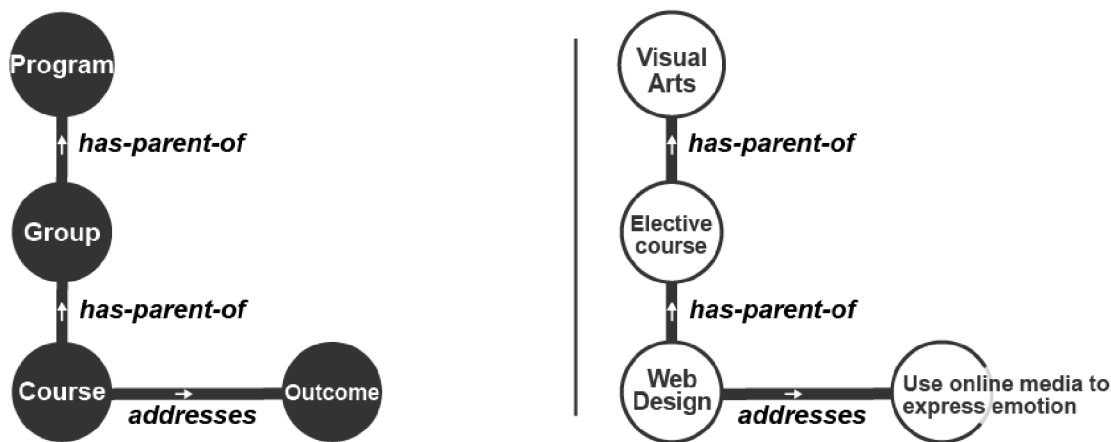 Program
has-parent-of
Group
has-parent-of
Course
addresses
Outcome
Visual
Arts
has-parent-of
Elective
course
has-parent-of
Web
Design
addresses
Use online media to
express emotion